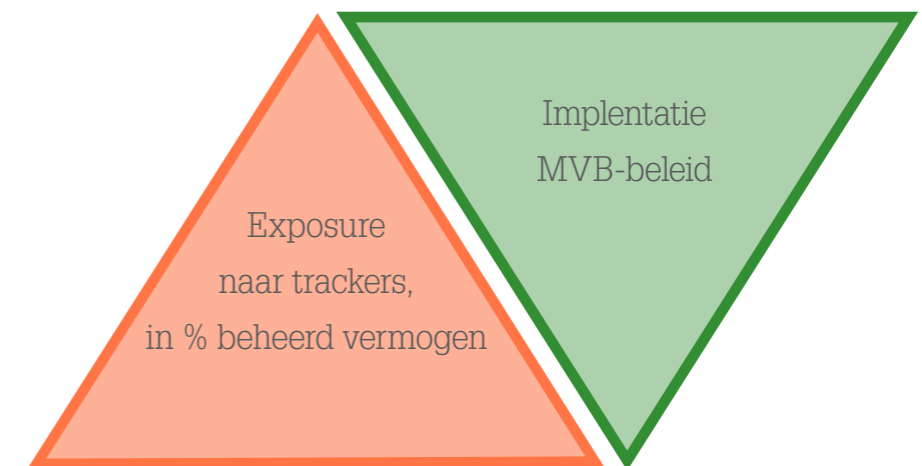 Implentatie
MVB-beleid
Exposure
naar trackers,
in % beheerd vermogen